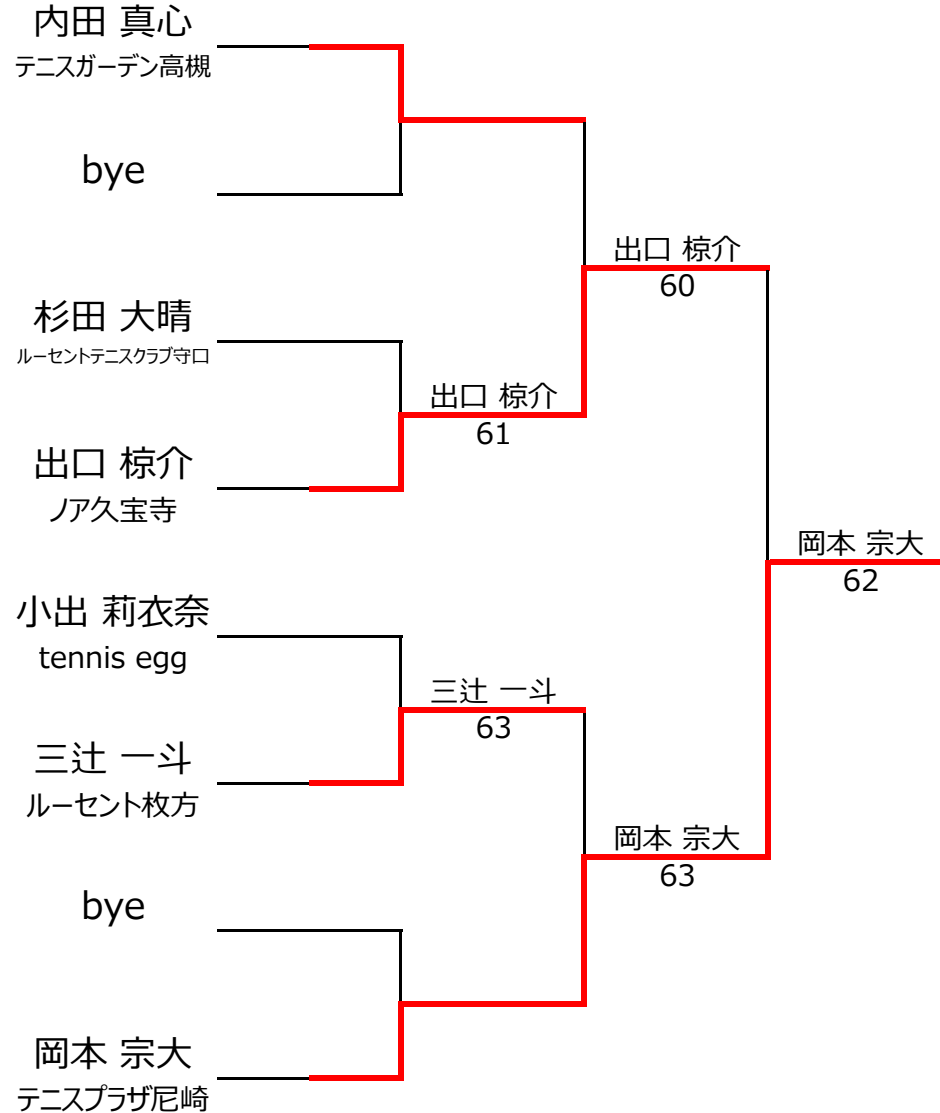 内田 真心
テニスガーデン高槻
bye
杉田 大晴
ルーセントテニスクラブ守口
出口 椋介
ノア久宝寺
小出 莉衣奈
tennis egg
三辻 一斗
ルーセント枚方
bye
岡本 宗大
テニスプラザ尼崎
出口 椋介
61
三辻 一斗
63
出口 椋介
60
岡本 宗大
63
岡本 宗大
62